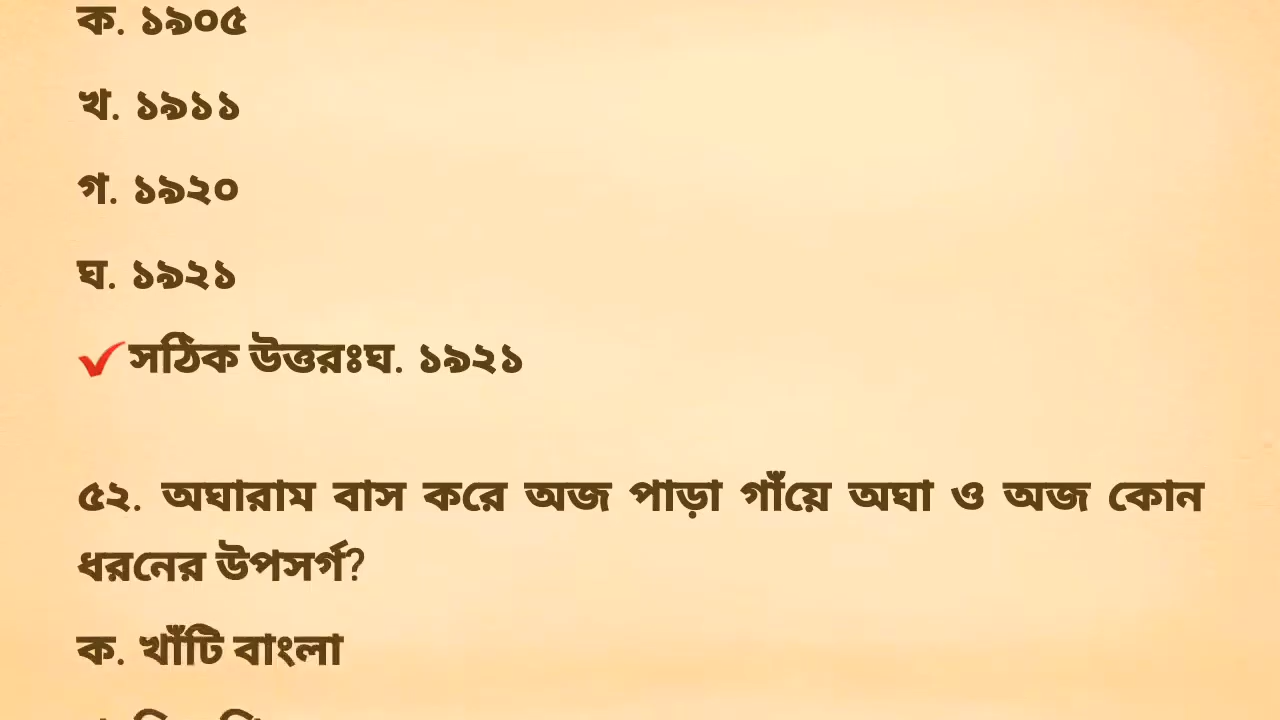 ক. ১৯০৫
খ. ১৯১১
গ. ১৯২০
ঘ. ১৯২১
✔সঠিক উত্তরঃঘ. ১৯২১
৫২. অঘারাম বাস করে অজ পাড়া গাঁয়ে অঘা ও অজ কোন
ধরনের উপসর্গ?
ক. খাঁটি বাংলা